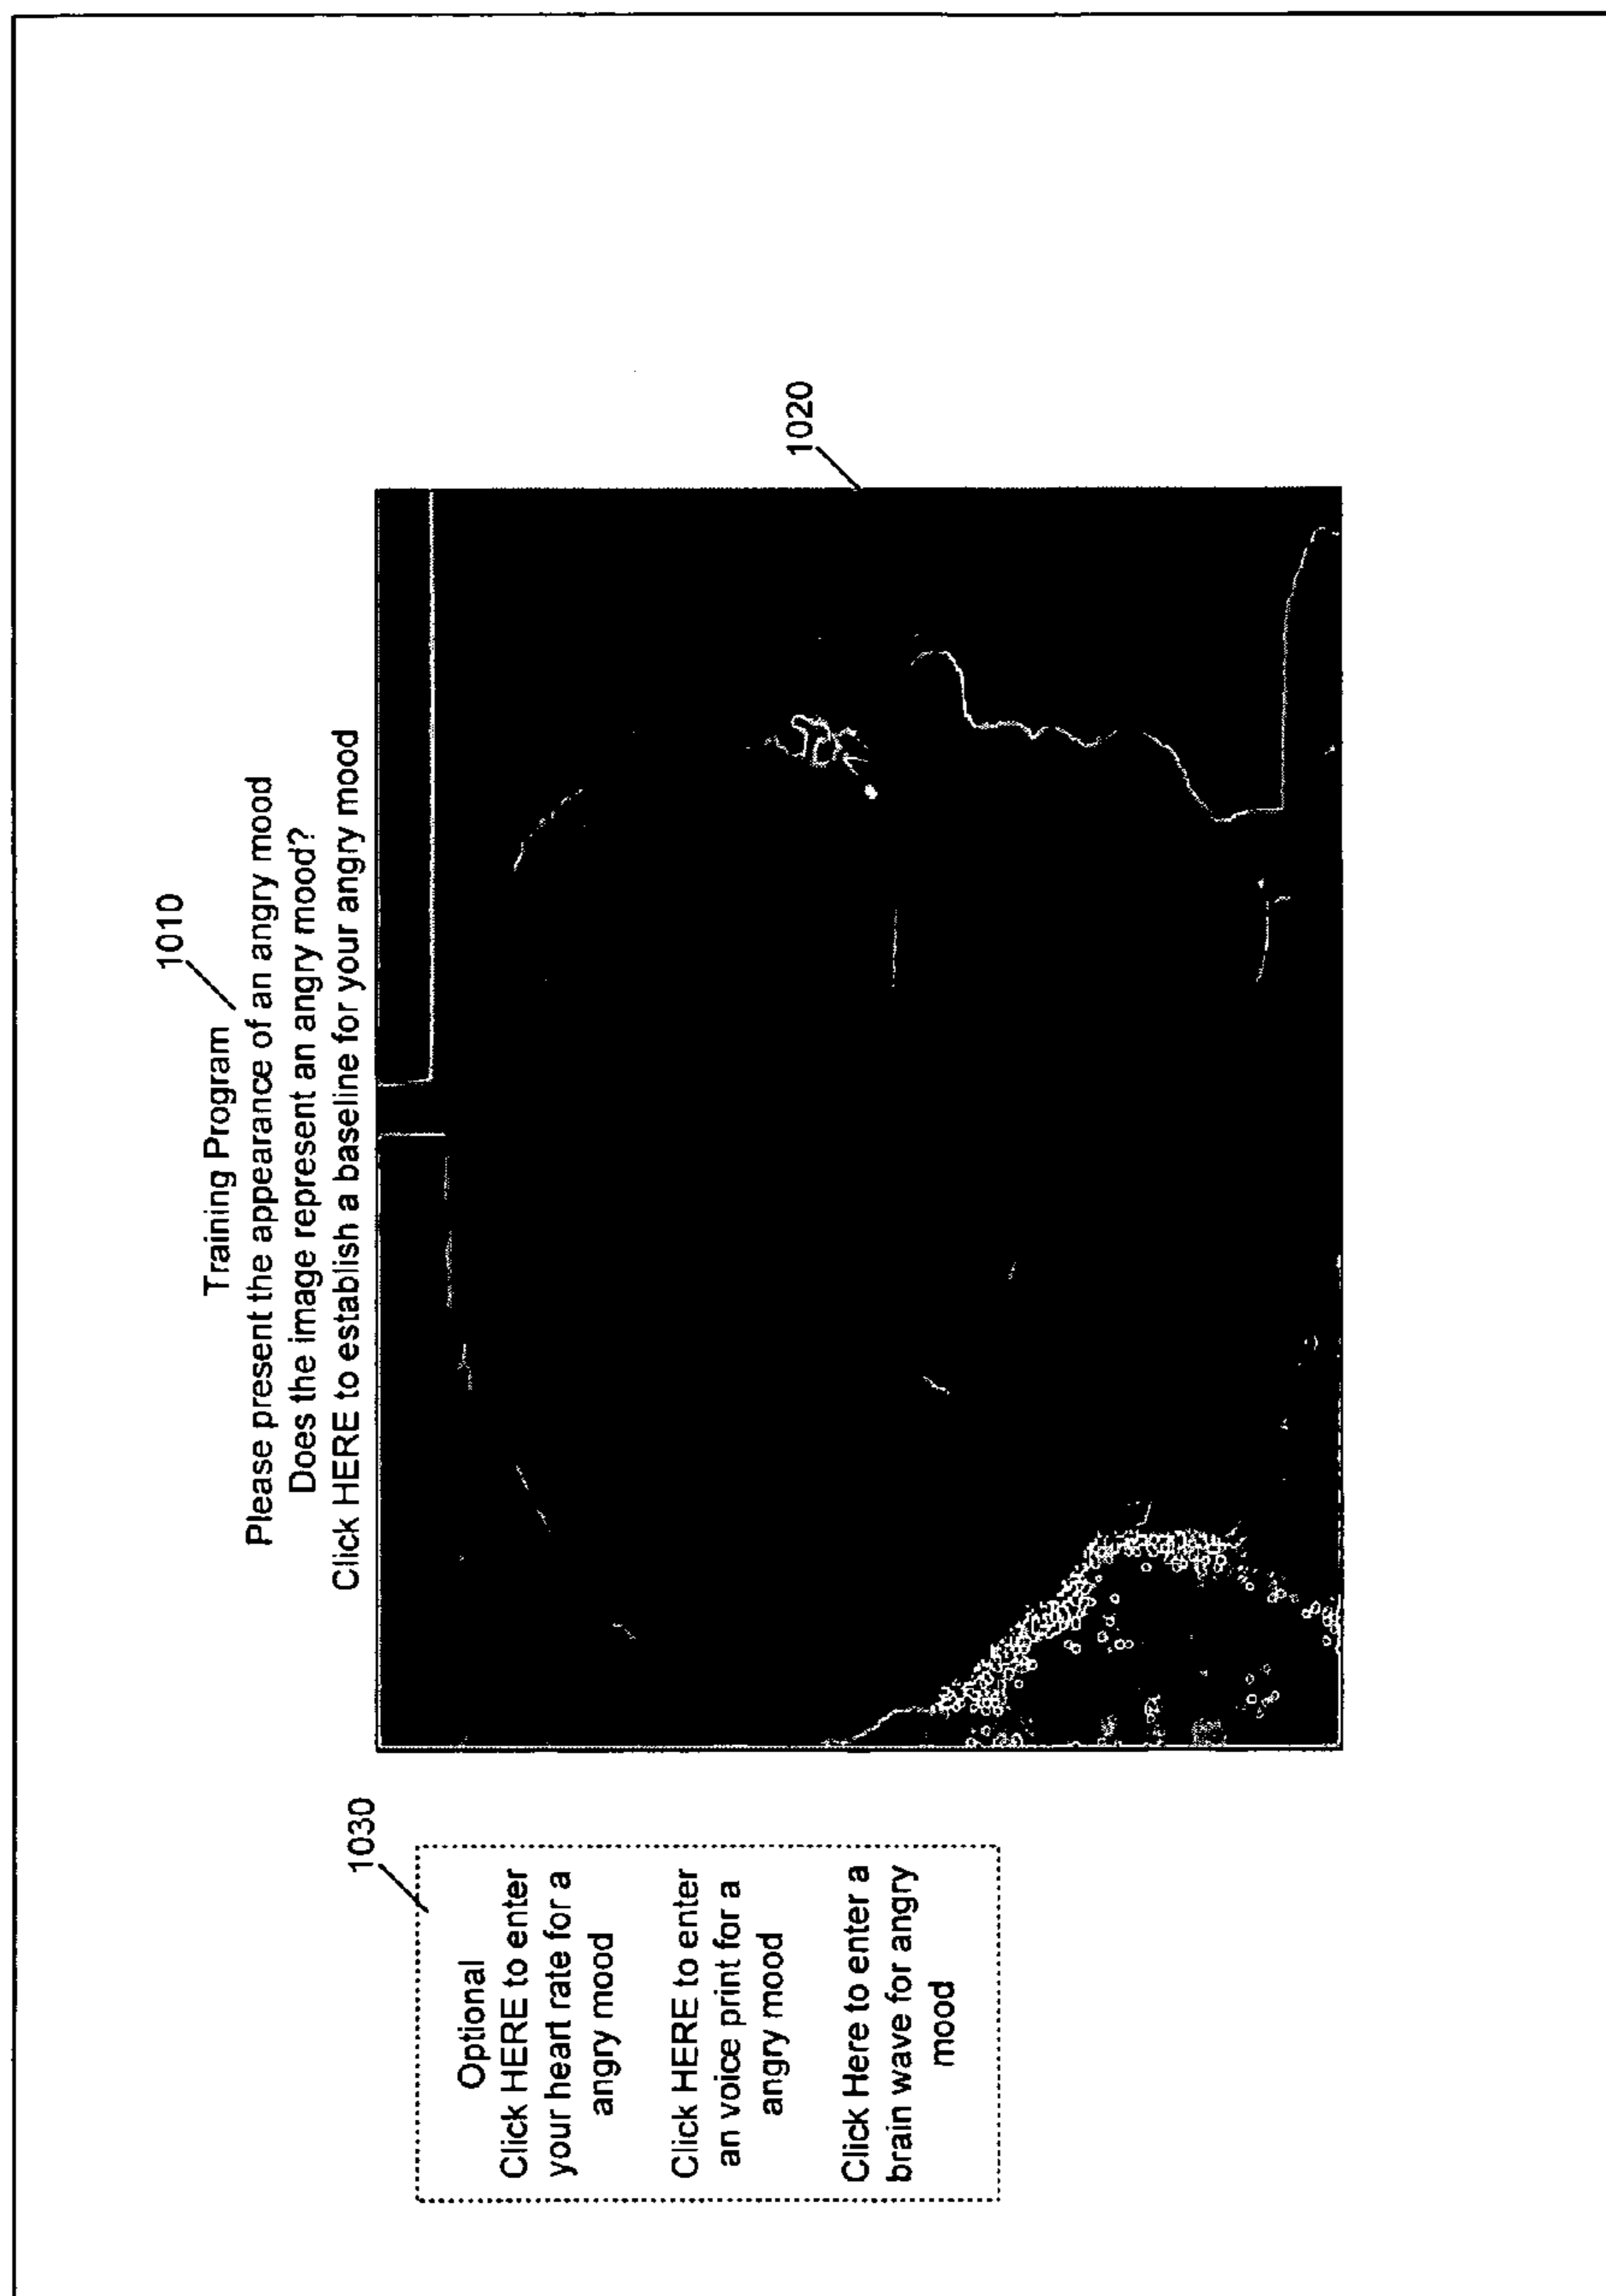 1010
Training Program
Please present the appearance of an angry mood
Does the image represent an angry mood?
Click HERE to establish a baseline for your angry mood
1030
Optional
Click HERE to enter
your heart rate for a
angry mood
Click HERE to enter
an voice print for a
angry mood
Click Here to enter a
brain wave for angry
mood
1020